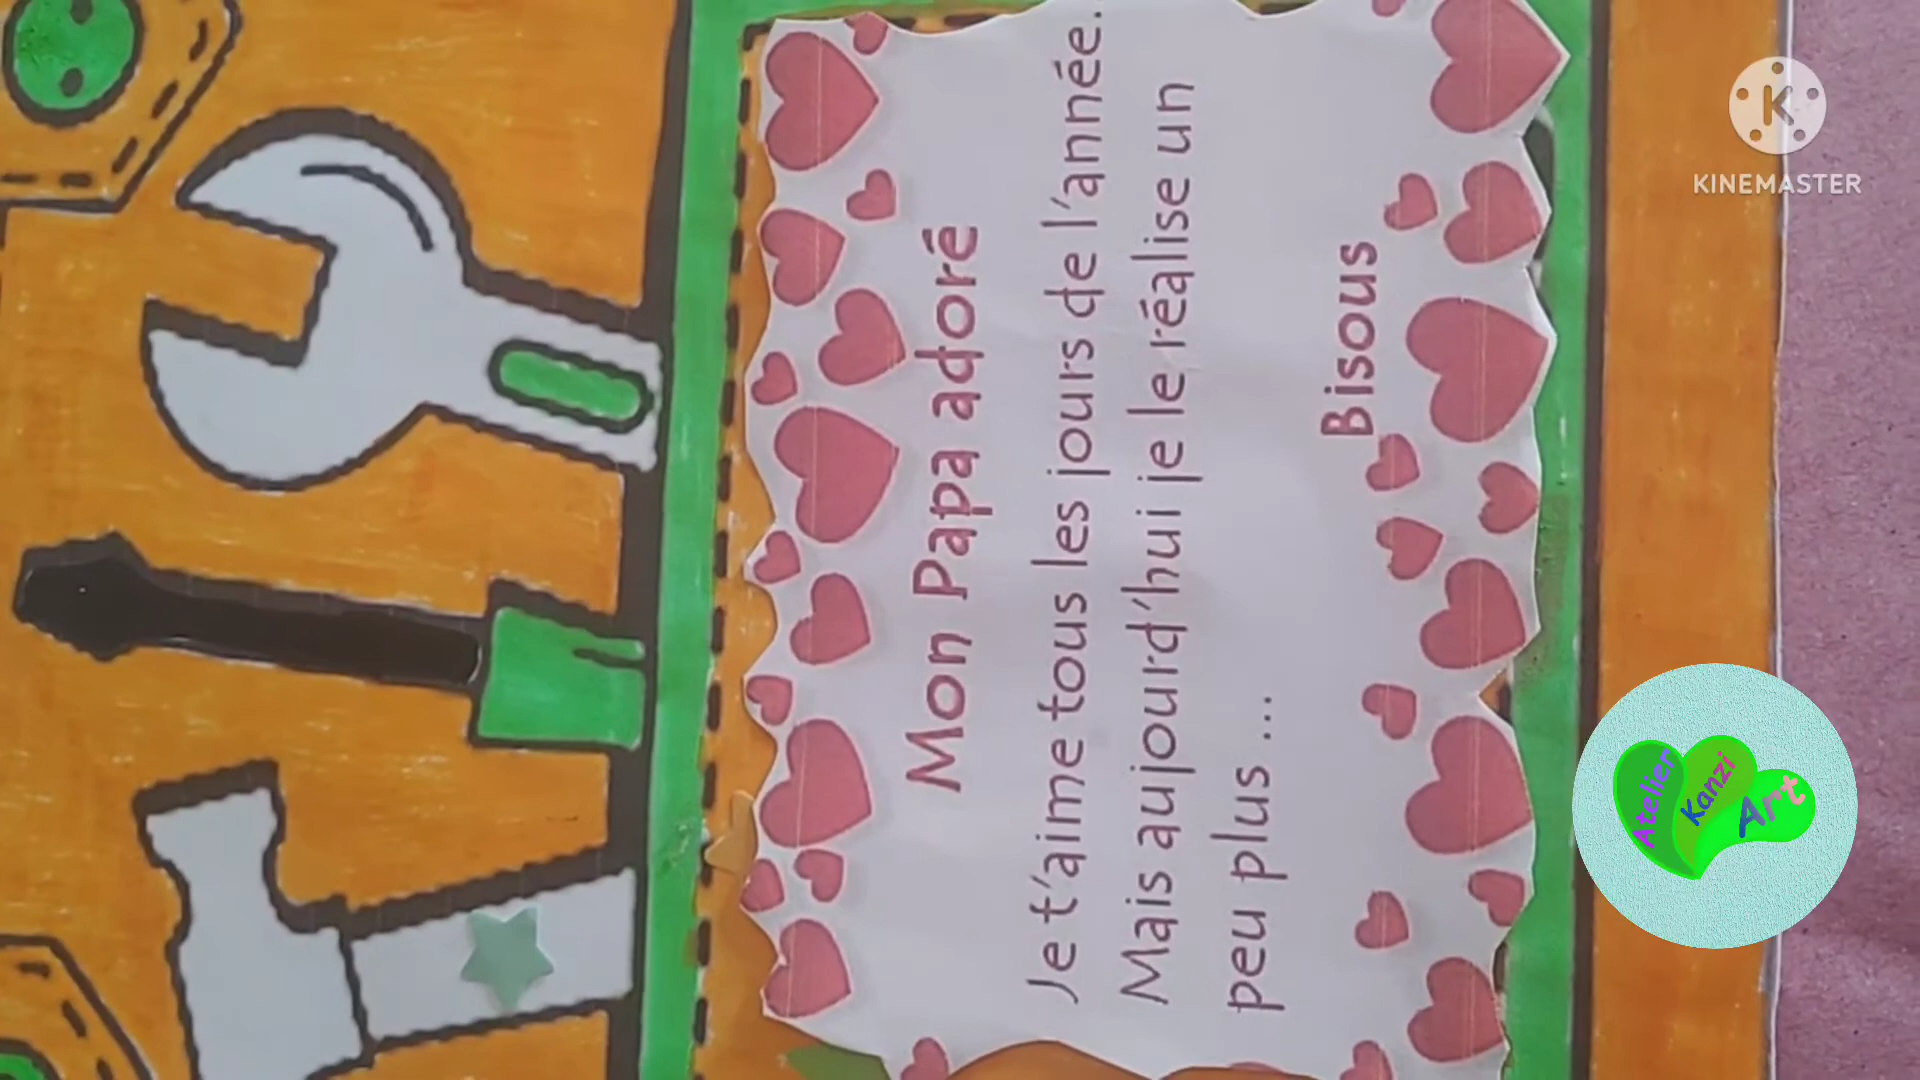 Mon Papa adoré
Je t'aime tous les jours de l'année..
Mais aujourd'hui je le réalise un
peu plus ...
Bisous
KINEMASTER
Atelier
Kanzi
Art